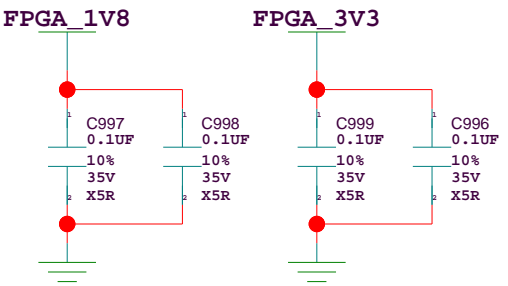 FPGA_1V8
FPGA_3V3
1
C997
0.1UF
10%
35V
2
X5R
1
C998
0.1UF
10%
35V
2
X5R
1
C999
0.1UF
10%
35V
2
X5R
1
C996
0.1UF
10%
35V
2
X5R